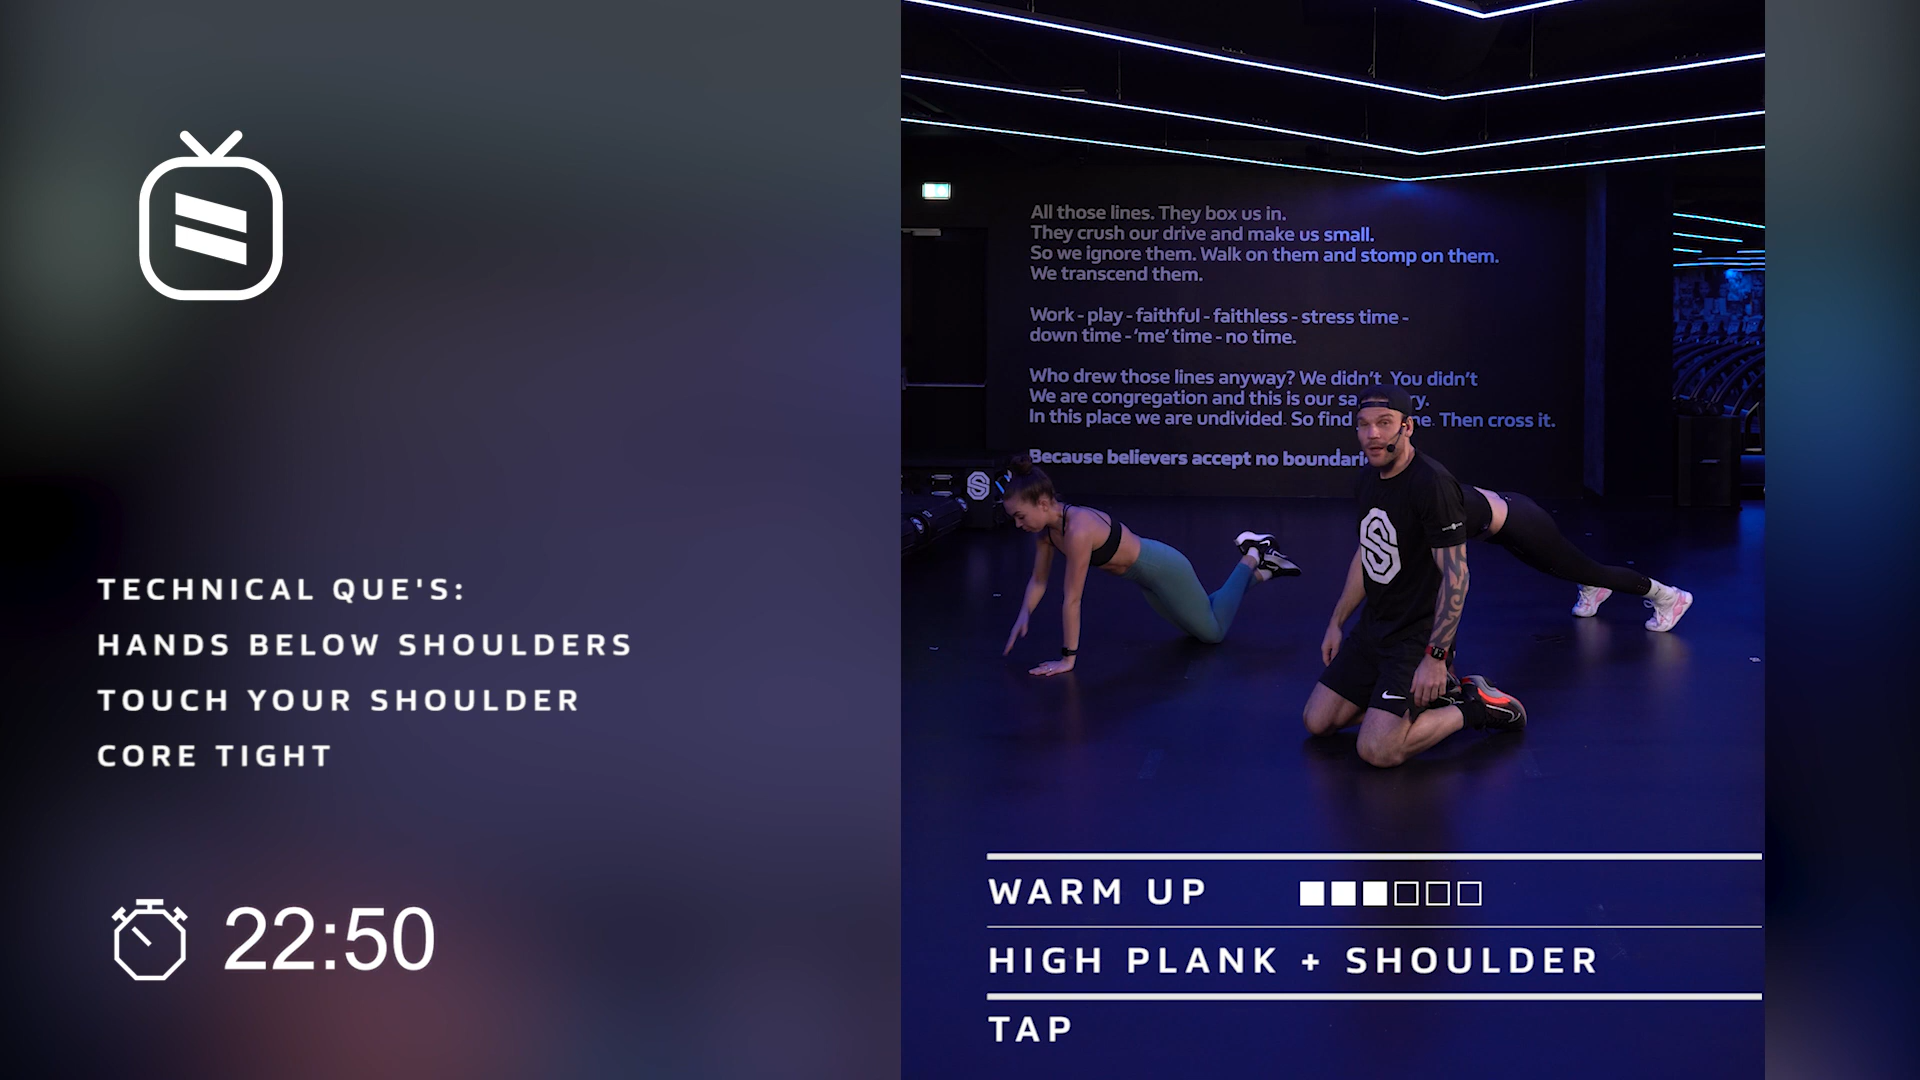 TECHNICAL QUE'S:
HANDS BELOW SHOULDERS
TOUCH YOUR SHOULDER
CORE TIGHT
22:50
All those lines. They box us in.
They crush our drive and make us small.
So we ignore them. Walk on them and stomp on them.
We transcend them.
Work - play - faithful - faithless - stress time -
down time - 'me' time - no time.
Who drew those lines anyway? We didn't. You didn't
We are congregation and this is our
In this place we are undivided. So find Then cross it.
Because believers accept no
WARM UP
HIGH PLANK + SHOULDER
TAP